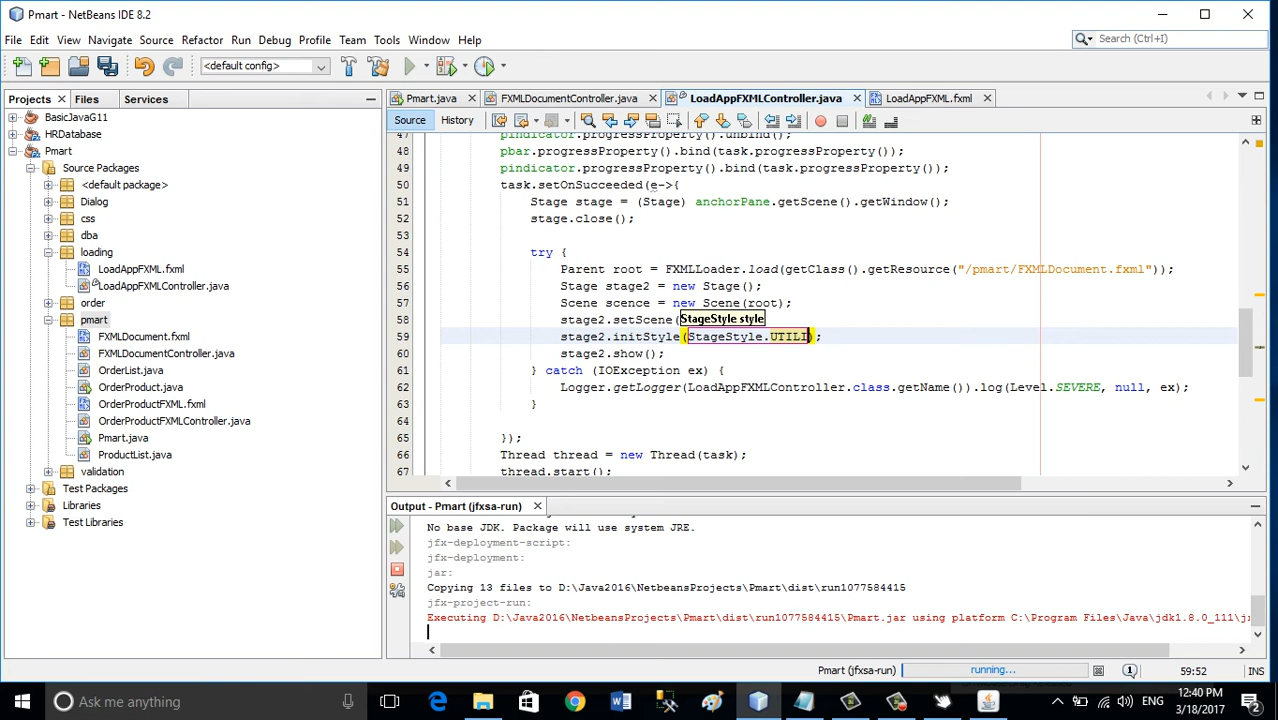 Pmart - NetBeans IDE 8.2
File Edit View Navigate Source Refactor Run Debug Profile Team Tools Window Help
Search (Ctrl+I)
<default config>
Projects Files Services
Pmart.java FXMLDocumentController.java LoadAppFXMLController.java LoadAppFXML.fxml
Source History
BasicJavaG11
HRDatabase
Pmart
Source Packages
<default package>
Dialog
css
dba
loading
LoadAppFXML.fxml
LoadAppFXMLController.java
order
pmart
FXMLDocument.fxml
FXMLDocumentController.java
OrderList.java
OrderProduct.java
OrderProductFXML.fxml
OrderProductFXMLController.java
Pmart.java
ProductList.java
validation
Test Packages
Libraries
Test Libraries
47 pindicator.progressProperty().unbind();
48 pbar.progressProperty().bind(task.progressProperty());
49 pindicator.progressProperty().bind(task.progressProperty());
50 task.setOnSucceeded(e->{
51 Stage stage = (Stage) anchorPane.getScene().getWindow();
52 stage.close();
53
54 try {
55 Parent root = FXMLLoader.load(getClass().getResource("/pmart/FXMLDocument.fxml"));
56 Stage stage2 = new Stage();
57 Scene scence = new Scene(root);
58 stage2.setScene( StageStyle style
59 stage2.initStyle(StageStyle.UTILI);
60 stage2.show();
61 } catch (IOException ex) {
62 Logger.getLogger(LoadAppFXMLController.class.getName()).log(Level.SEVERE, null, ex);
63 }
64
65 });
66 Thread thread = new Thread(task);
67 thread.start();
Output - Pmart (jfxsa-run)
No base JDK. Package will use system JRE.
jfx-deployment-script:
jfx-deployment:
jar:
Copying 13 files to D:\Java2016\NetbeansProjects\Pmart\dist\run1077584415
jfx-project-run:
Executing D:\Java2016\NetbeansProjects\Pmart\dist\run1077584415\Pmart.jar using platform C:\Program Files\Java\jdk1.8.0_111\j
Pmart (jfxsa-run) running... 1 59:52 INS
Ask me anything
ENG
12:40 PM
3/18/2017
2